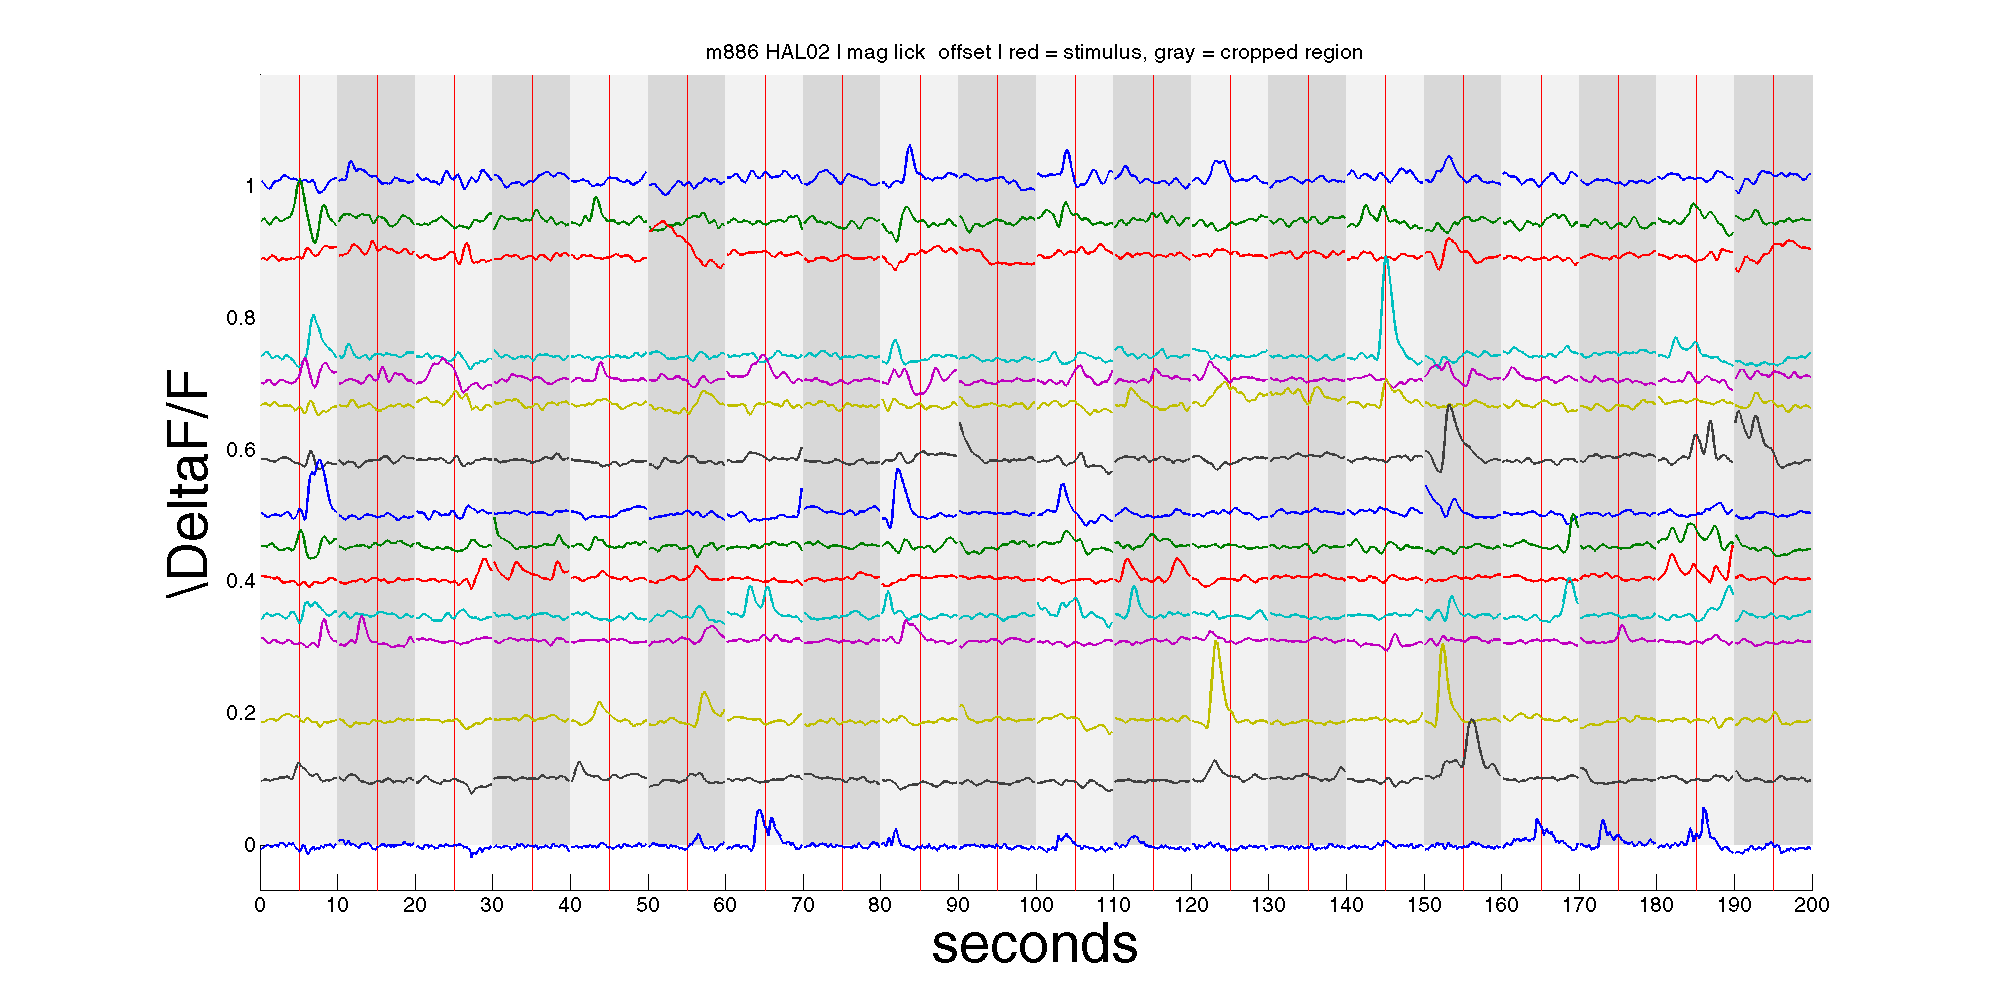 m886 HAL02 | mag lick  offset | red = stimulus, gray = cropped region
\DeltaF/F
1
0.8
0.6
0.4
0.2
0
0 10 20 30 40 50 60 70 80 90 100 110 120 130 140 150 160 170 180 190 200
seconds